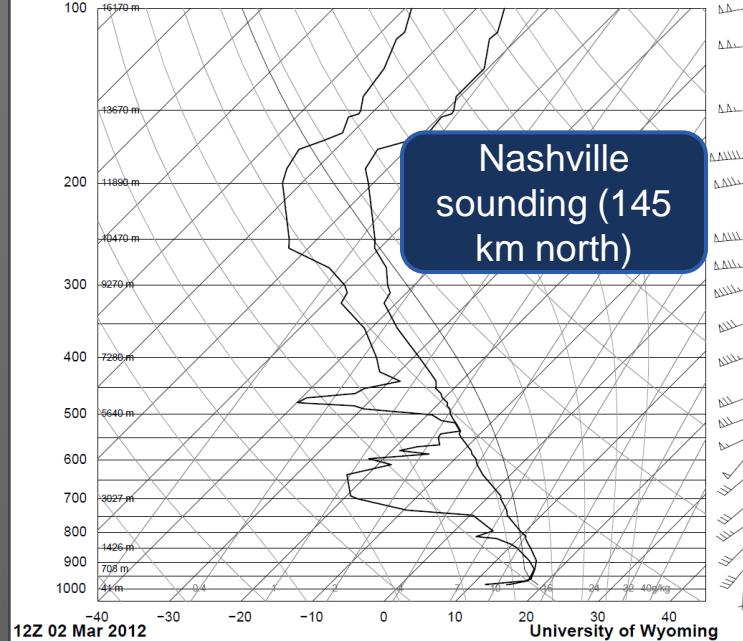 100
16170 m
13670 m
Nashville
sounding (145
km north)
200
11890 m
10470 m
300
9270 m
400
7280 m
500
5640 m
600
700
3027 m
800
1426 m
900
708 m
1000
41 m
0.4
1
2
4
7
10
16
24
32
40g/kg
−40
−30
−20
−10
0
10
20
30
40
12Z 02 Mar 2012
University of Wyoming